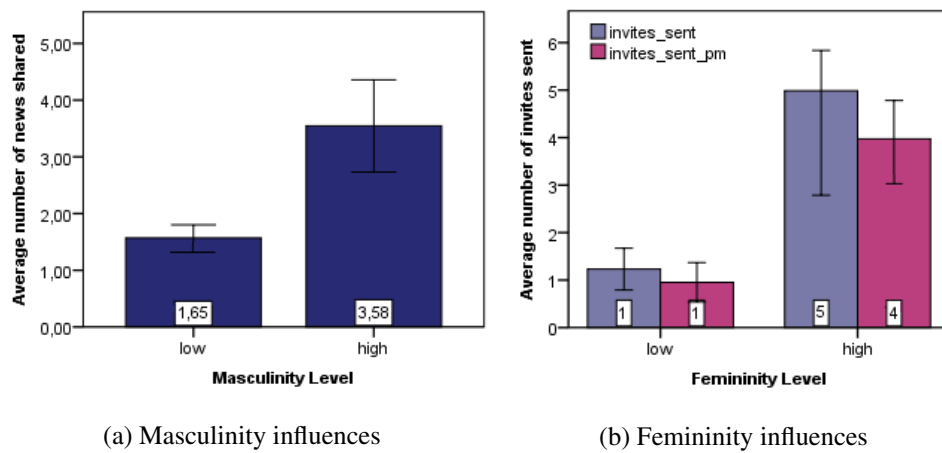 Average number of news shared
5,00
4,00
3,00
2,00
1,00
0,00
1,65
3,58
low
high
Masculinity Level
(a) Masculinity influences
Average number of invites sent
6
5
4
3
2
1
0
invites_sent
invites_sent_pm
1
1
5
4
low
high
Femininity Level
(b) Femininity influences